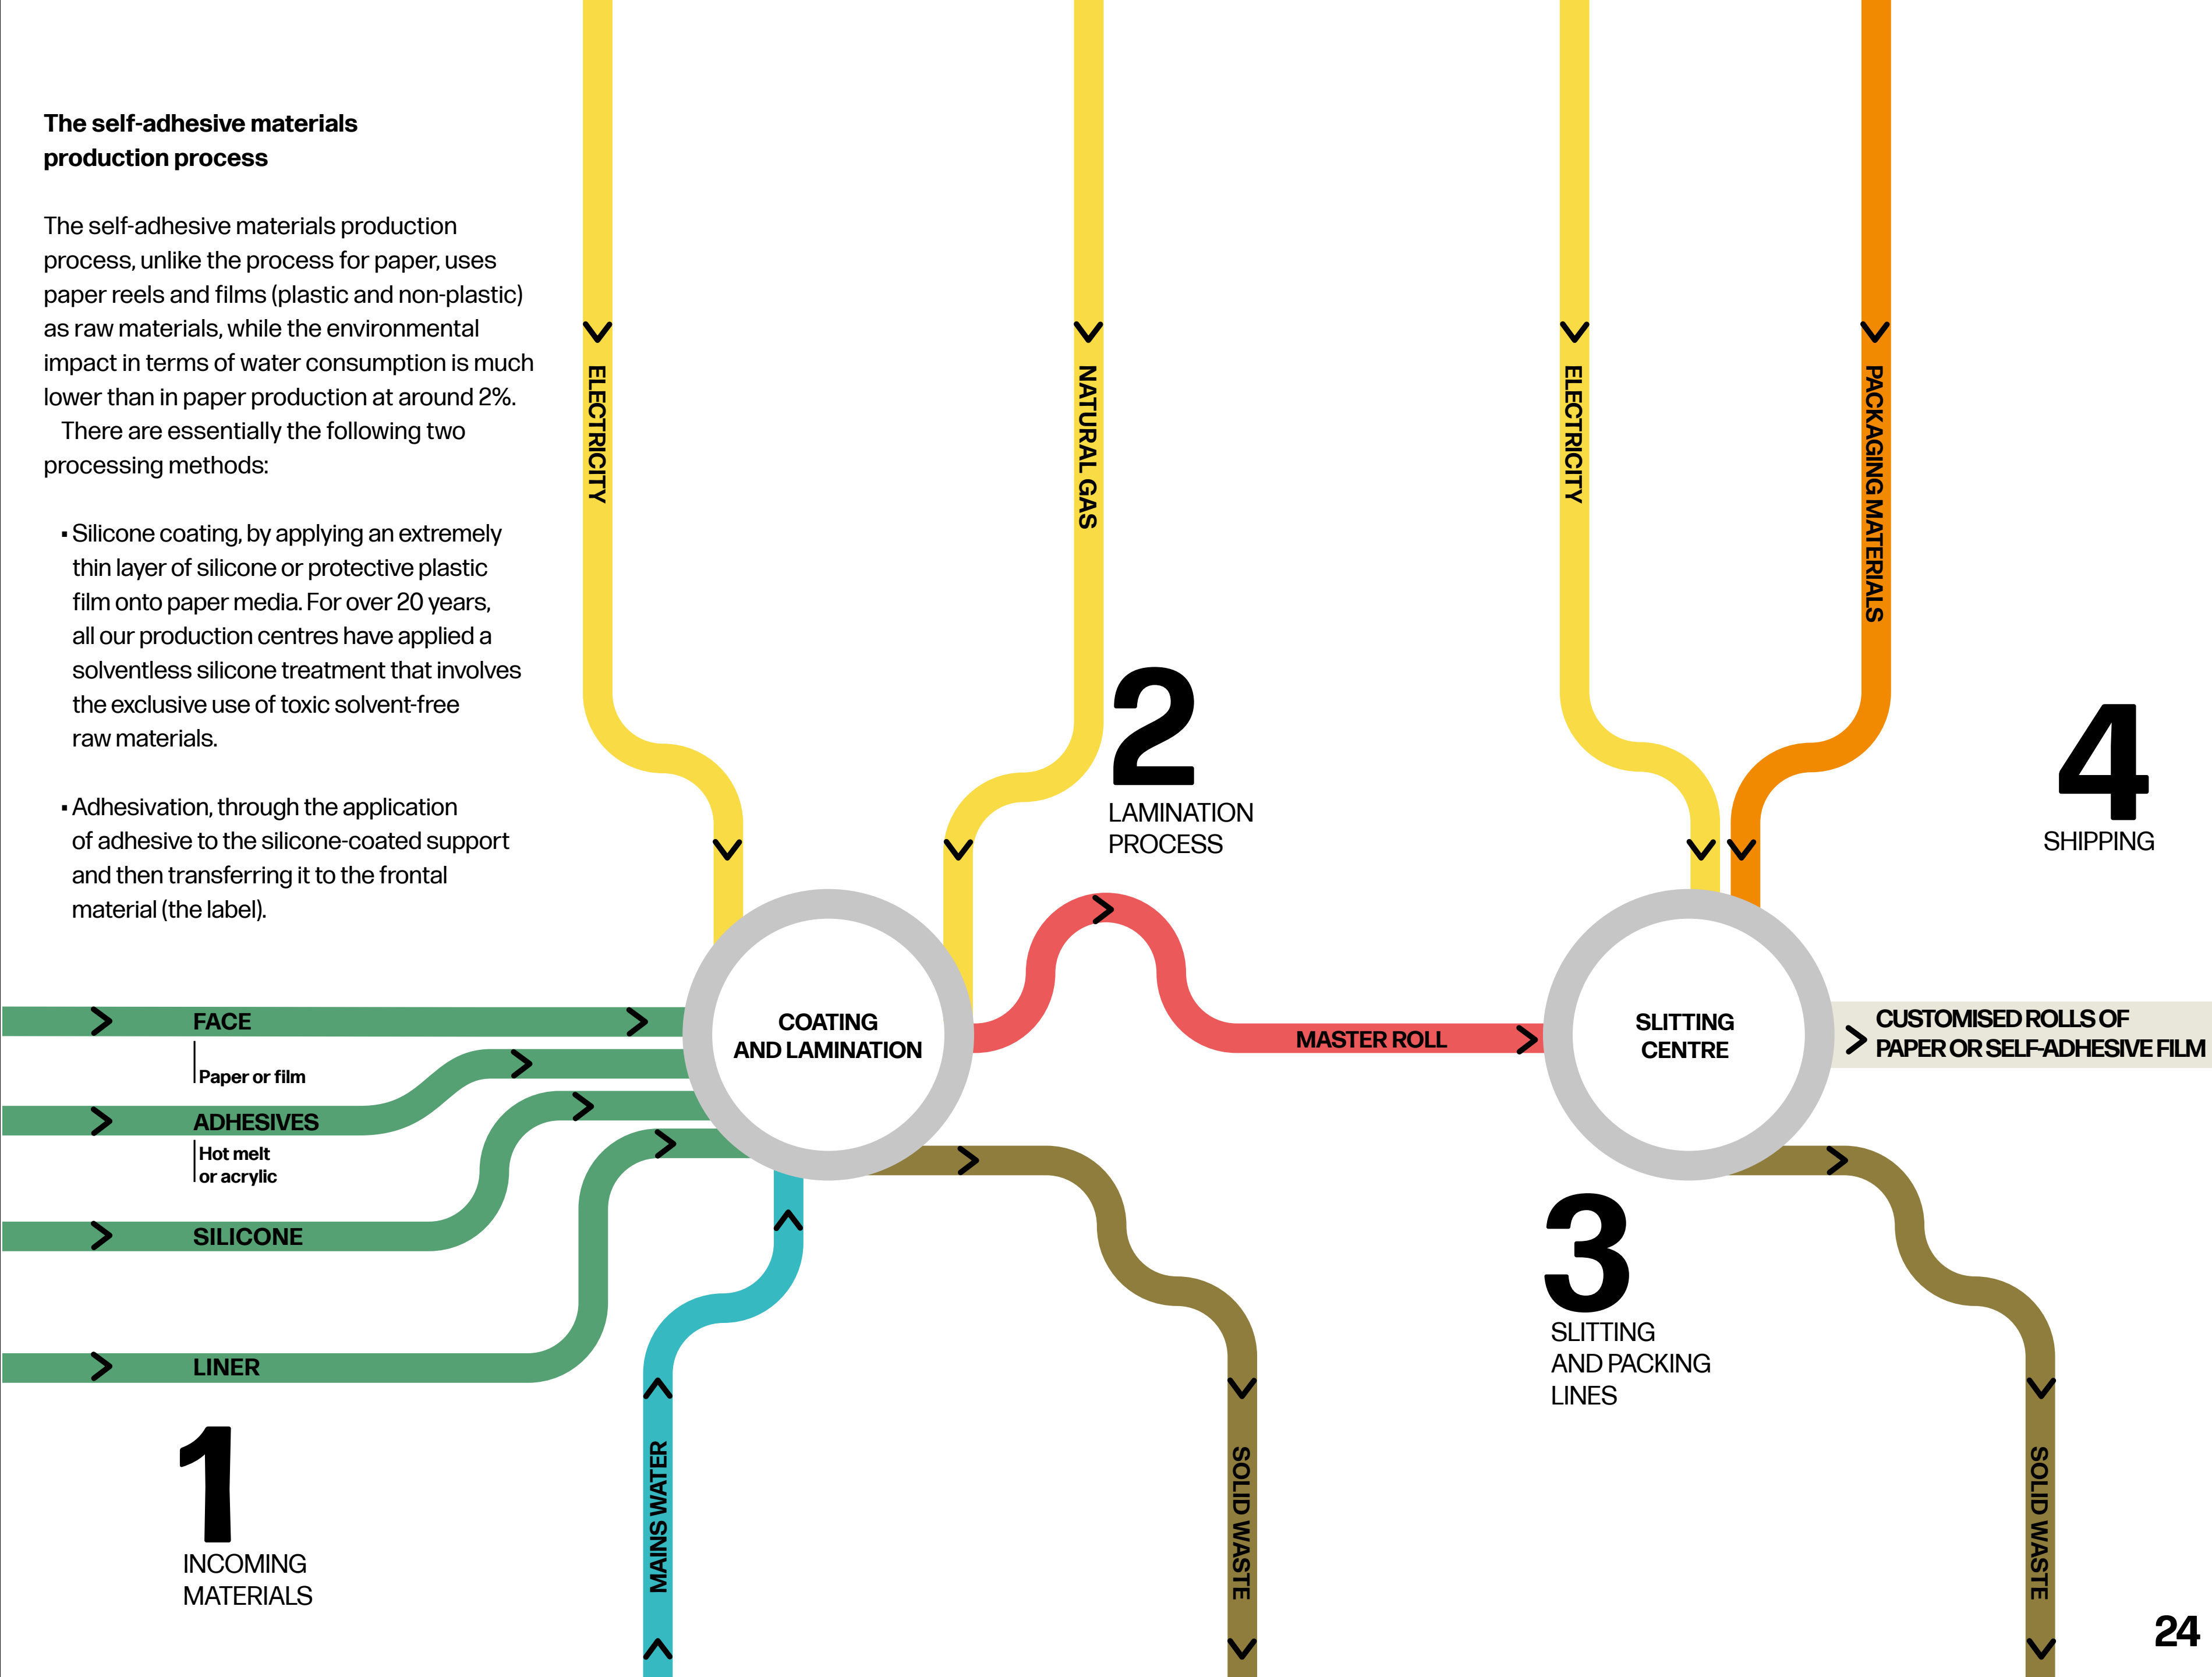 The self-adhesive materials
production process
The self-adhesive materials production
process, unlike the process for paper, uses
paper reels and films (plastic and non-plastic)
as raw materials, while the environmental
impact in terms of water consumption is much
lower than in paper production at around 2%.
There are essentially the following two
processing methods:
▪ Silicone coating, by applying an extremely
thin layer of silicone or protective plastic
film onto paper media. For over 20 years,
all our production centres have applied a
solventless silicone treatment that involves
the exclusive use of toxic solvent-free
raw materials.
▪ Adhesivation, through the application
of adhesive to the silicone-coated support
and then transferring it to the frontal
material (the label).
ELECTRICITY
NATURAL GAS
ELECTRICITY
PACKAGING MATERIALS
2
LAMINATION
PROCESS
4
SHIPPING
FACE
Paper or film
ADHESIVES
Hot melt
or acrylic
SILICONE
LINER
1
INCOMING
MATERIALS
COATING
AND LAMINATION
MASTER ROLL
SLITTING
CENTRE
CUSTOMISED ROLLS OF
PAPER OR SELF-ADHESIVE FILM
3
SLITTING
AND PACKING
LINES
MAINS WATER
SOLID WASTE
SOLID WASTE
24